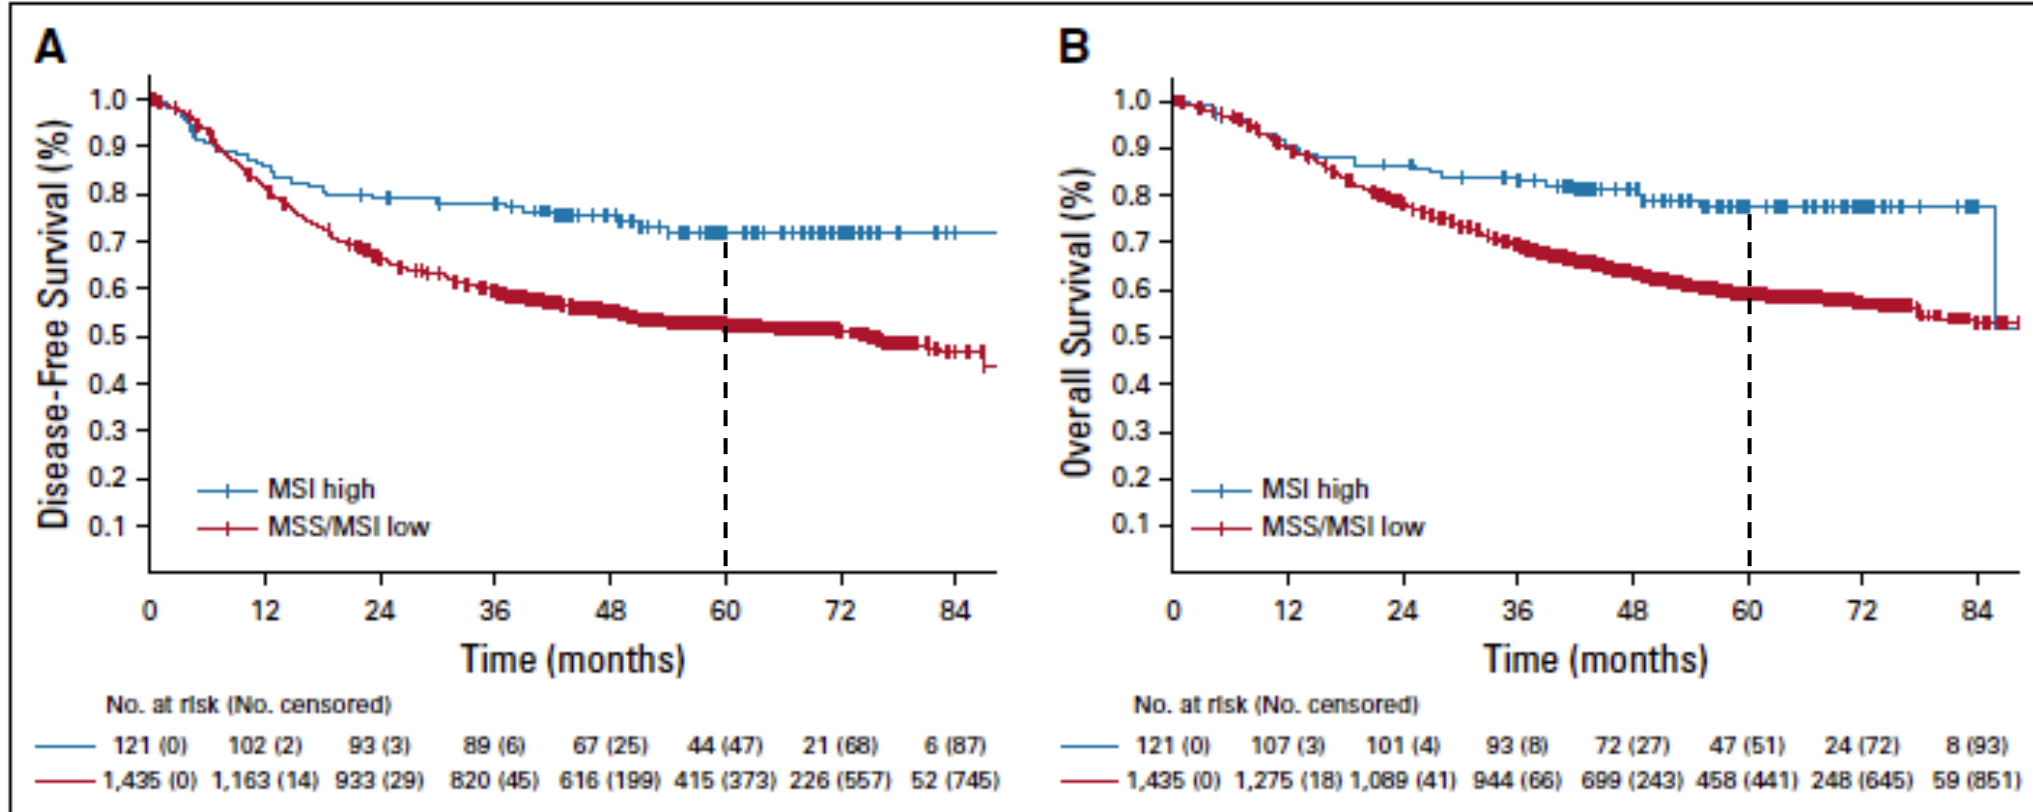 A
Disease-Free Survival (%)
1.0
0.9
0.8
0.7
0.6
0.5
0.4
0.3
0.2
0.1
MSI high
MSS/MSI low
0 12 24 36 48 60 72 84
Time (months)
No. at risk (No. censored)
121 (0) 102 (2) 93 (3) 89 (6) 67 (25) 44 (47) 21 (68) 6 (87)
1,435 (0) 1,163 (14) 933 (29) 820 (45) 616 (199) 415 (373) 226 (557) 52 (745)
B
Overall Survival (%)
1.0
0.9
0.8
0.7
0.6
0.5
0.4
0.3
0.2
0.1
MSI high
MSS/MSI low
0 12 24 36 48 60 72 84
Time (months)
No. at risk (No. censored)
121 (0) 107 (3) 101 (4) 93 (8) 72 (27) 47 (51) 24 (72) 8 (93)
1,435 (0) 1,275 (18) 1,089 (41) 944 (66) 699 (243) 458 (441) 248 (645) 59 (851)